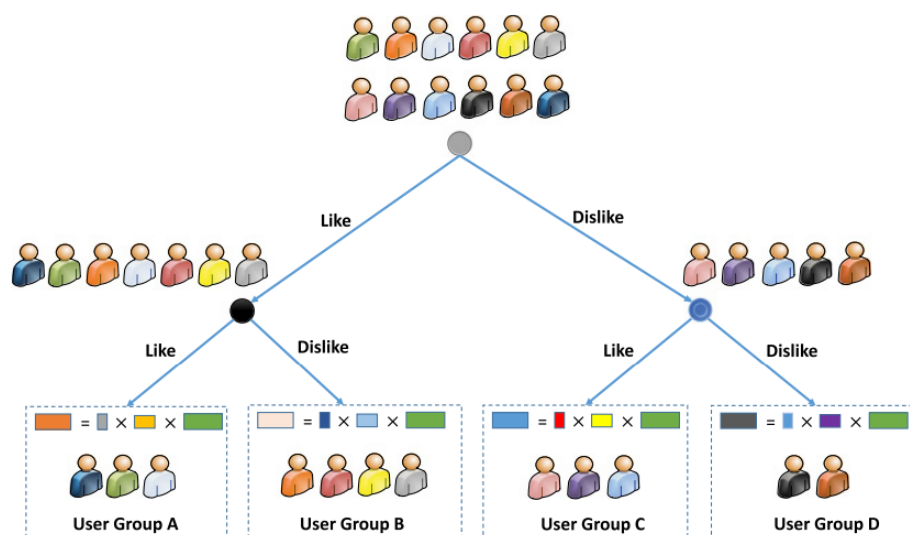 Like
Dislike
Like
Dislike
Like
Dislike
= × ×
= × ×
= × ×
= × ×
User Group A
User Group B
User Group C
User Group D